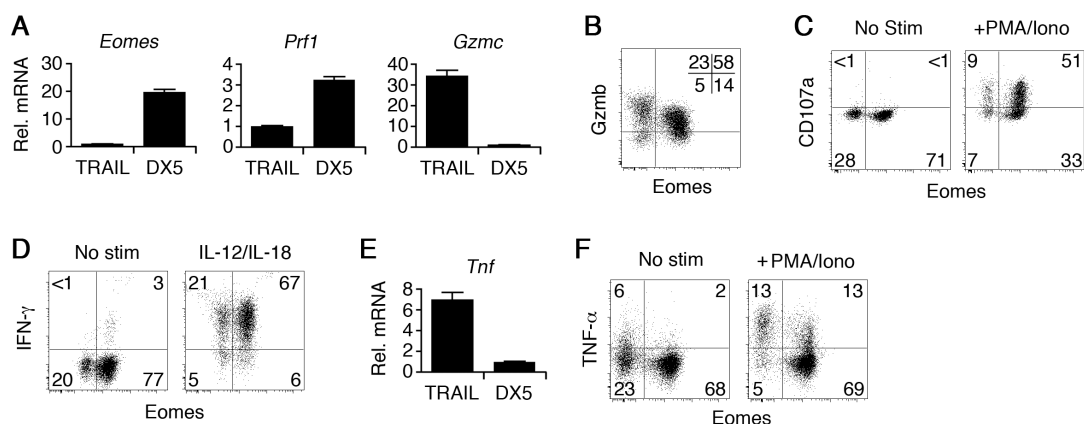 A
Eomes
Prf1
Gzmc
Rel. mRNA
30
20
10
0
TRAIL DX5
4
3
2
1
0
TRAIL DX5
40
30
20
10
0
TRAIL DX5
B
23 58
5 14
Gzmb
Eomes
C
No Stim
+PMA/Iono
CD107a
<1 <1
28 71
9 51
7 33
Eomes
D
No stim
IL-12/IL-18
IFN-γ
<1 3
20 77
21 67
5 6
Eomes
E
Tnf
Rel. mRNA
8
6
4
2
0
TRAIL DX5
F
No stim
+PMA/Iono
TNF-α
6 2
23 68
13 13
5 69
Eomes